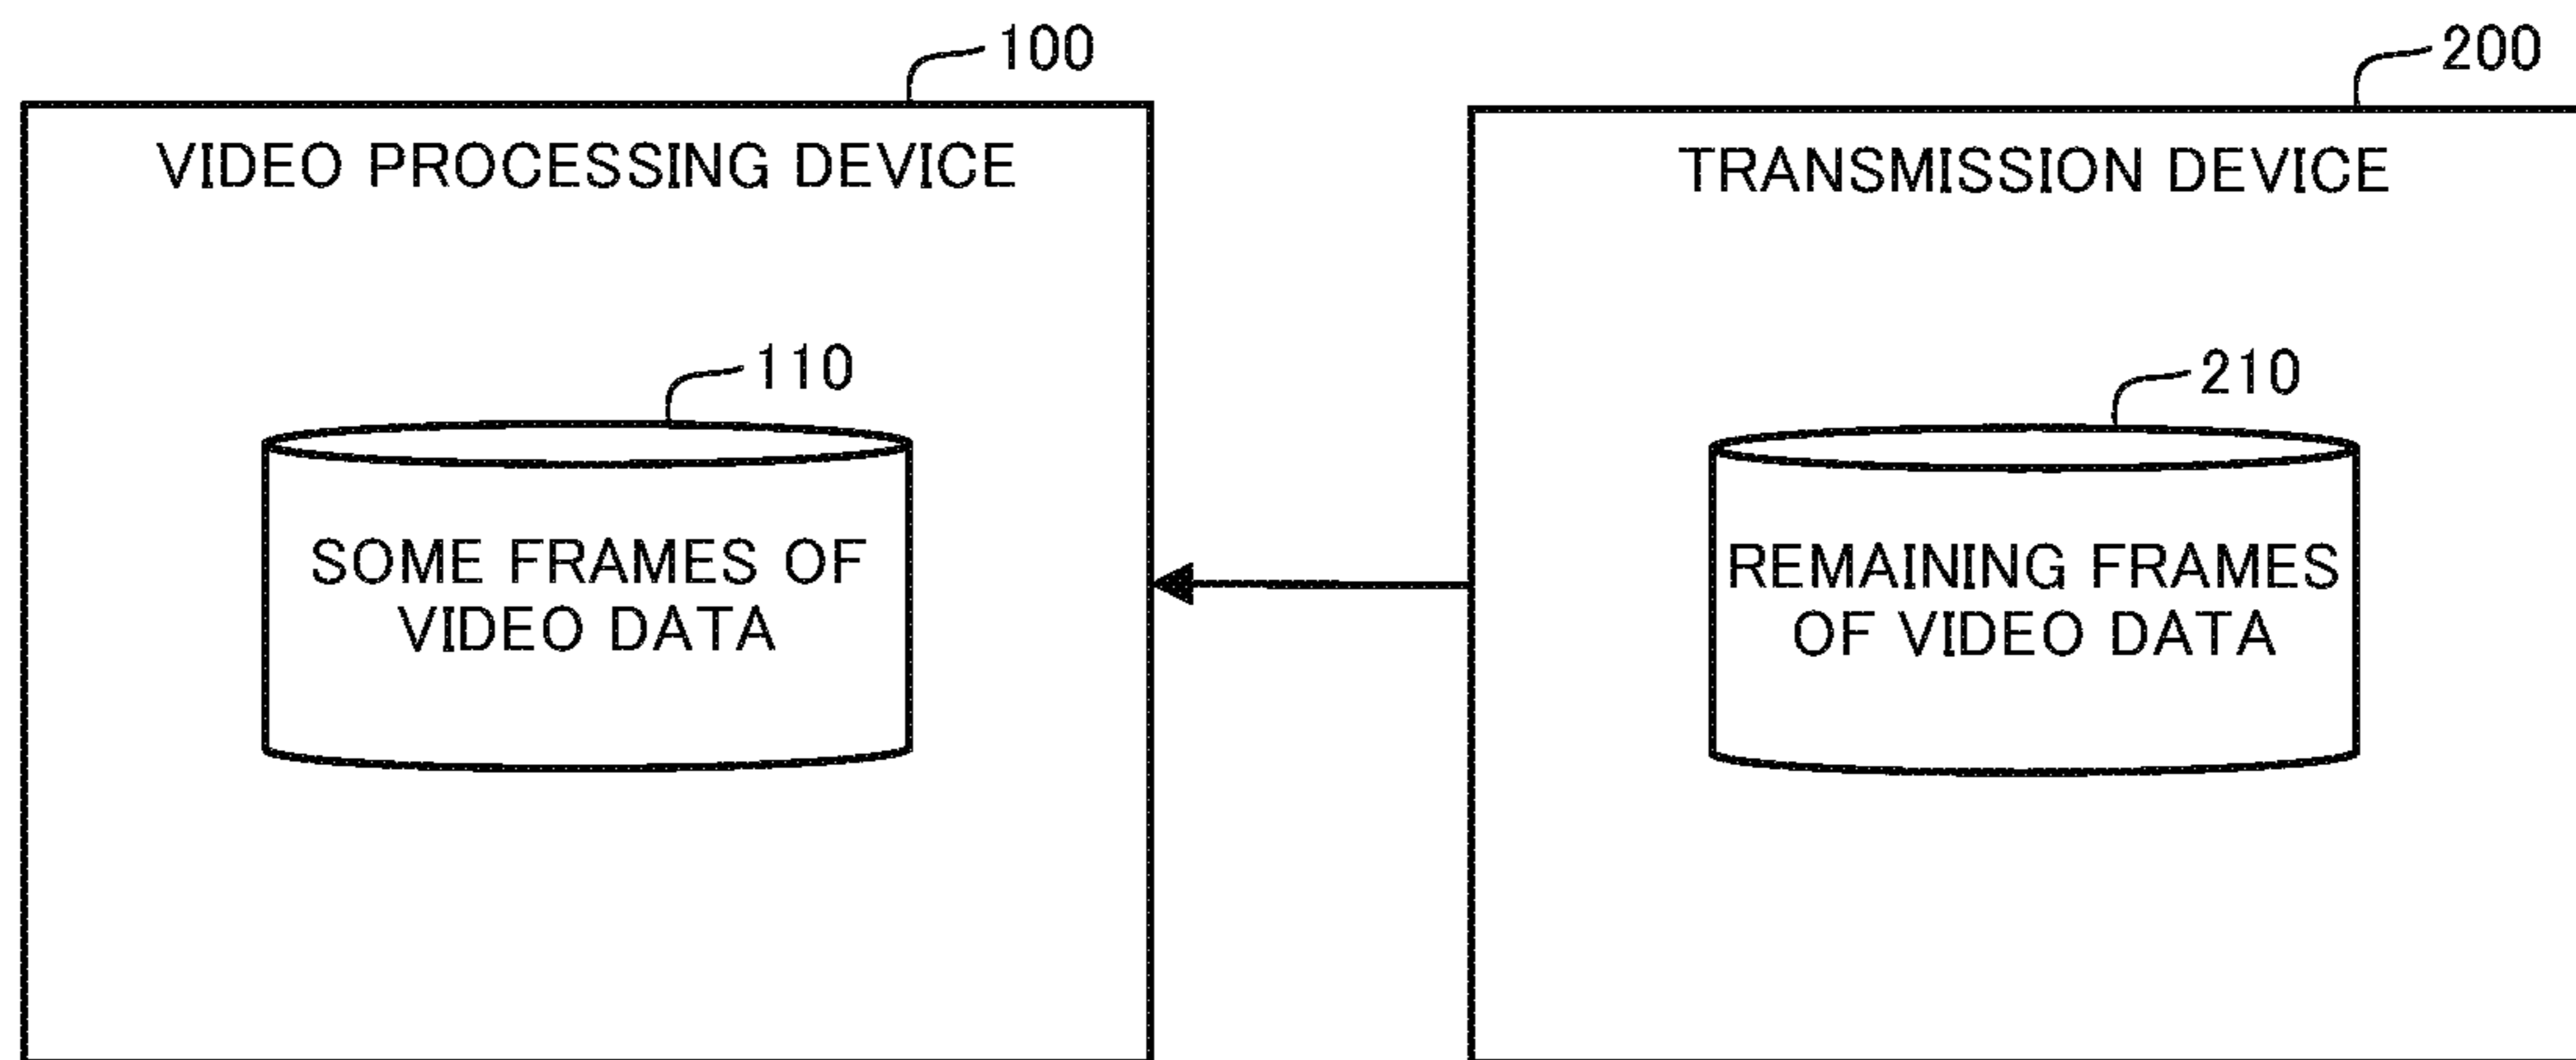 100
VIDEO PROCESSING DEVICE
110
SOME FRAMES OF
VIDEO DATA
200
TRANSMISSION DEVICE
210
REMAINING FRAMES
OF VIDEO DATA